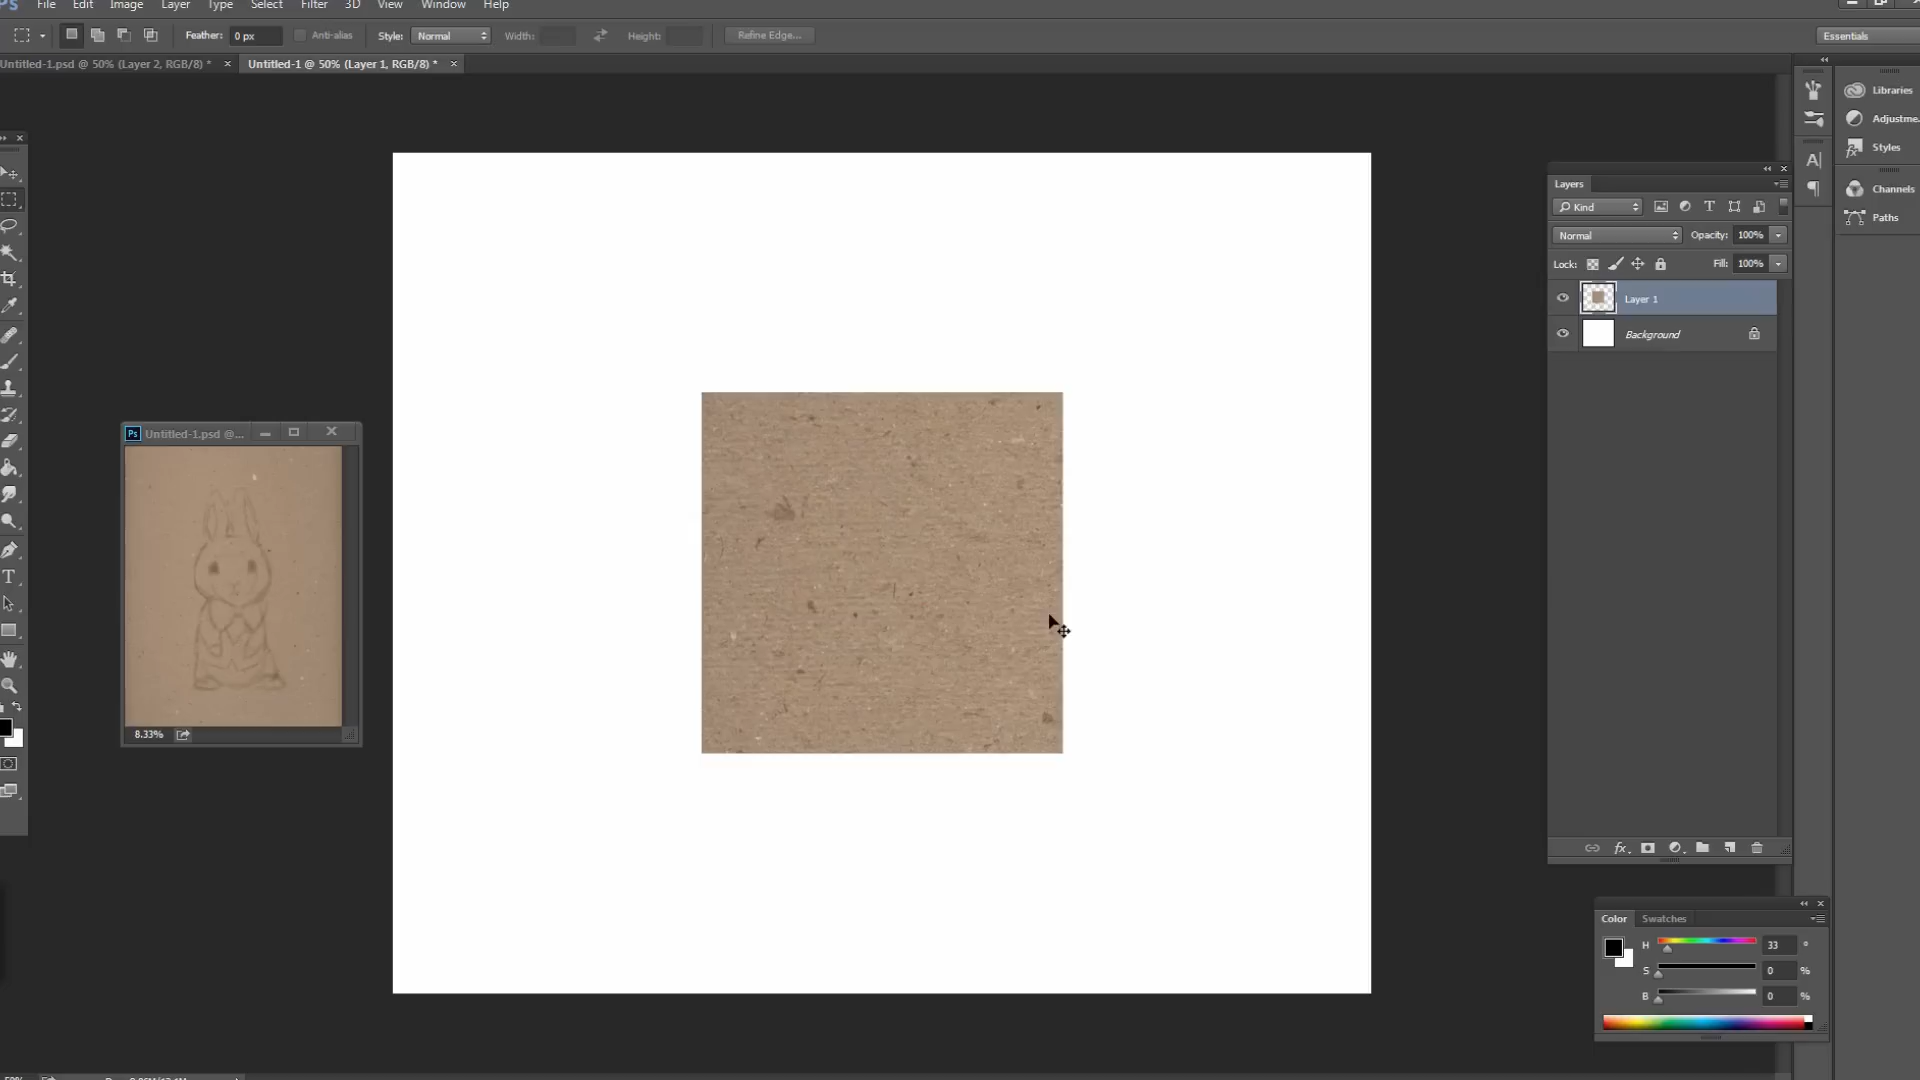 File Edit Image Layer Type Select Filter 3D View Window Help
Feather: 0 px Anti-alias Style: Normal Width: Height: Refine Edge... Essentials
Untitled-1.psd @ 50% (Layer 2, RGB/8) * × Untitled-1 @ 50% (Layer 1, RGB/8) * ×
Libraries
Adjustme
Styles
Channels
Paths
Layers
Kind
Normal Opacity: 100%
Lock: Fill: 100%
Layer 1
Background
Ps Untitled-1.psd @...
8.33%
Color Swatches
H 33 °
S 0 %
B 0 %